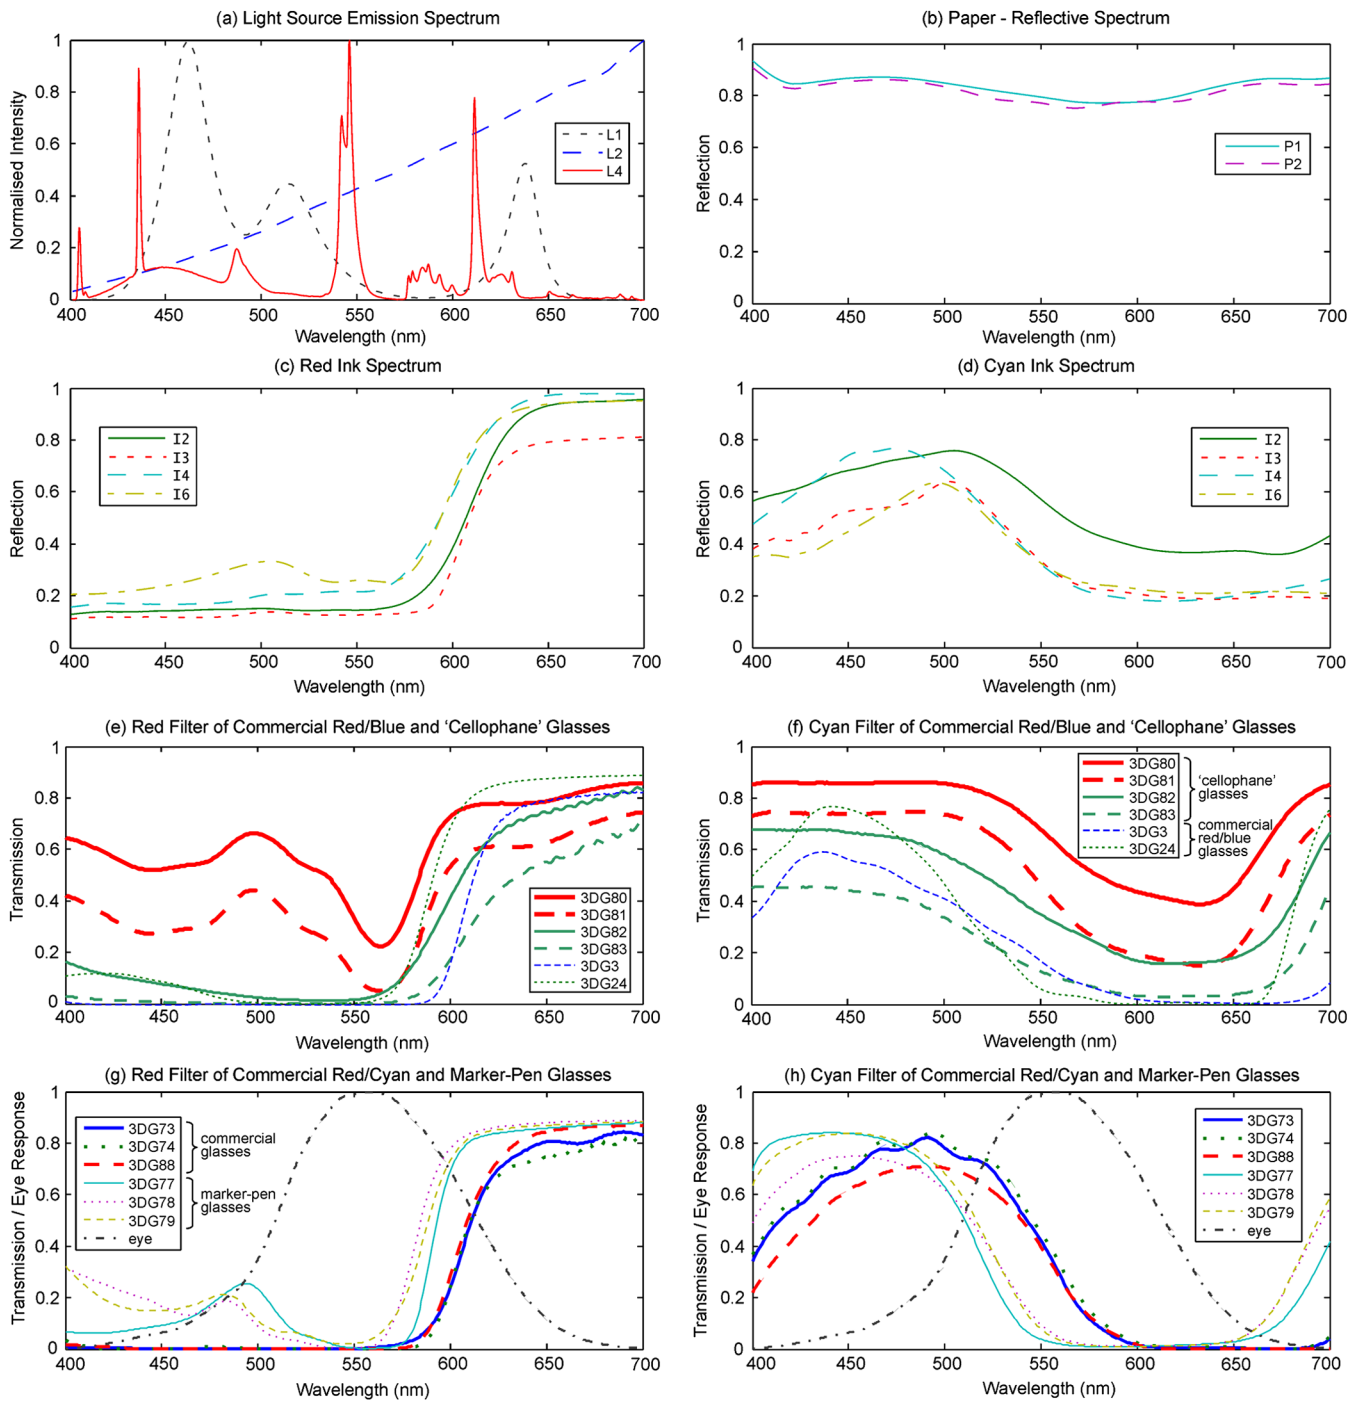 (a) Light Source Emission Spectrum
Normalised Intensity
1
0.8
0.6
0.4
0.2
0
400
450
500
550
600
650
700
Wavelength (nm)
L1
L2
L4
(b) Paper - Reflective Spectrum
Reflection
1
0.8
0.6
0.4
0.2
0
400
450
500
550
600
650
700
Wavelength (nm)
P1
P2
(c) Red Ink Spectrum
Reflection
1
0.8
0.6
0.4
0.2
0
400
450
500
550
600
650
700
Wavelength (nm)
I2
I3
I4
I6
(d) Cyan Ink Spectrum
Reflection
1
0.8
0.6
0.4
0.2
0
400
450
500
550
600
650
700
Wavelength (nm)
I2
I3
I4
I6
(e) Red Filter of Commercial Red/Blue and ‘Cellophane’ Glasses
Transmission
1
0.8
0.6
0.4
0.2
0
400
450
500
550
600
650
700
Wavelength (nm)
3DG80
3DG81
3DG82
3DG83
3DG3
3DG24
(f) Cyan Filter of Commercial Red/Blue and ‘Cellophane’ Glasses
Transmission
1
0.8
0.6
0.4
0.2
0
400
450
500
550
600
650
700
Wavelength (nm)
3DG80
3DG81
3DG82
3DG83
3DG3
3DG24
‘cellophane’
glasses
commercial
red/blue
glasses
(g) Red Filter of Commercial Red/Cyan and Marker-Pen Glasses
Transmission / Eye Response
1
0.8
0.6
0.4
0.2
0
400
450
500
550
600
650
700
Wavelength (nm)
3DG73
3DG74
3DG88
3DG77
3DG78
3DG79
eye
commercial
glasses
marker-pen
glasses
(h) Cyan Filter of Commercial Red/Cyan and Marker-Pen Glasses
Transmission / Eye Response
1
0.8
0.6
0.4
0.2
0
400
450
500
550
600
650
700
Wavelength (nm)
3DG73
3DG74
3DG88
3DG77
3DG78
3DG79
eye